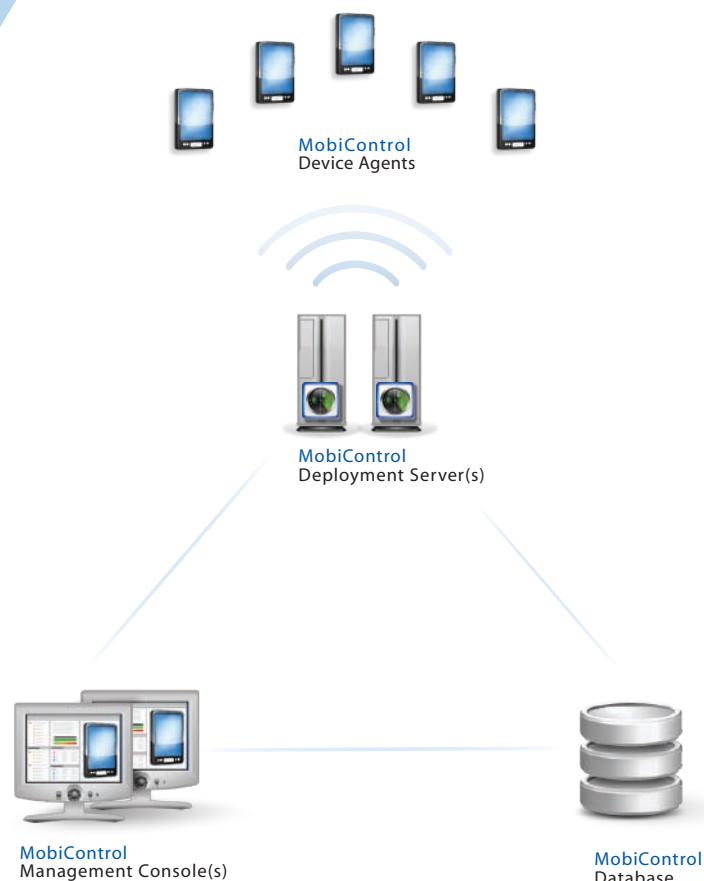 MobiControl
Device Agents
MobiControl
Deployment Server(s)
MobiControl
Management Console(s)
MobiControl
Database